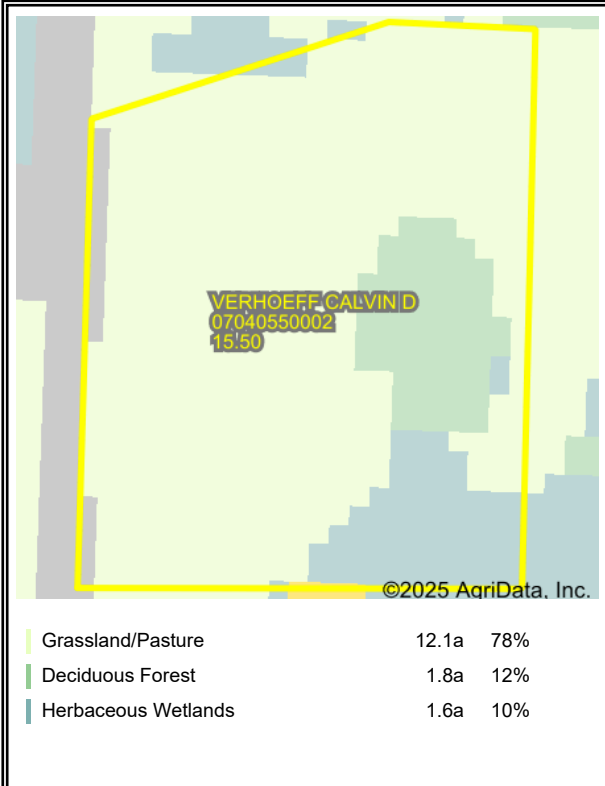 VERHOEFF CALVIN D
07040550002
15.50
©2025 AgriData, Inc.
Grassland/Pasture 12.1a 78%
Deciduous Forest 1.8a 12%
Herbaceous Wetlands 1.6a 10%